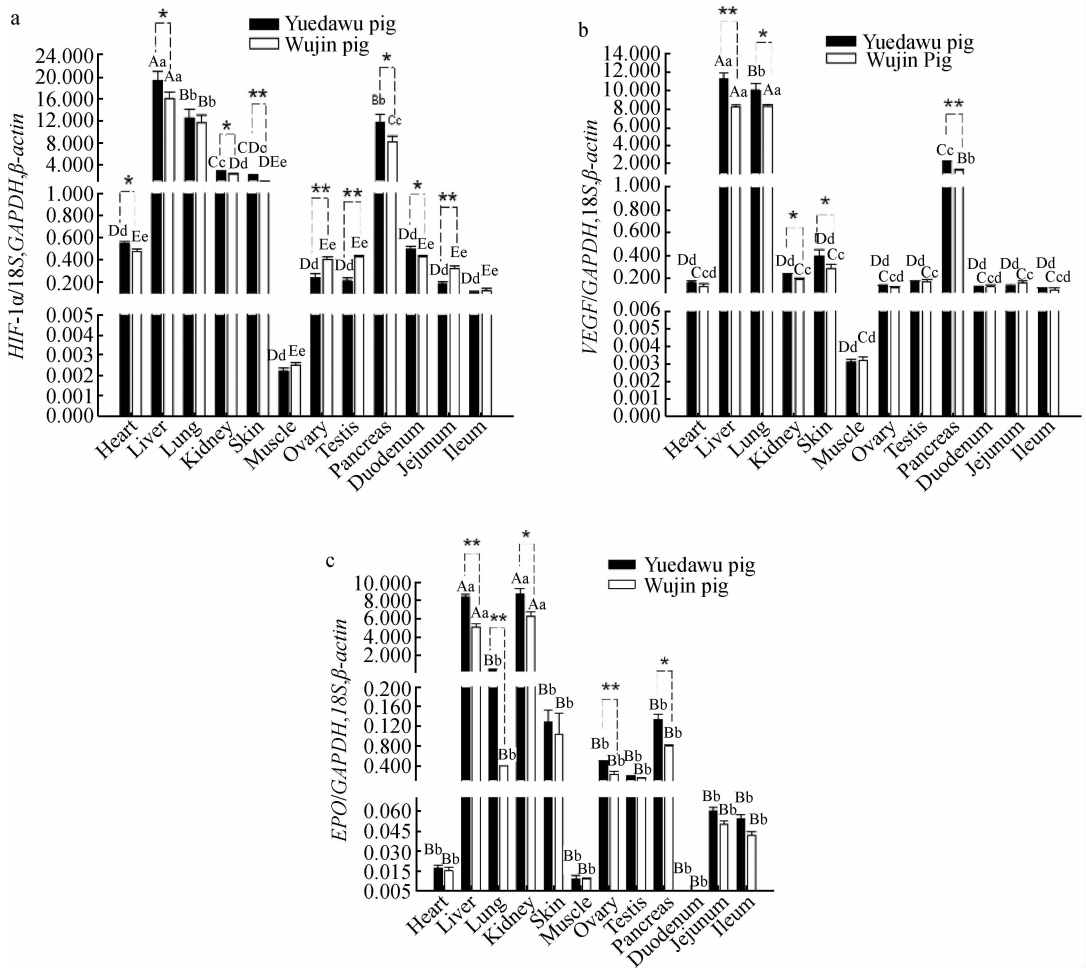 a
Yuedawu pig
Wujin pig
HIF-1α/18S,GAPDH,β-actin
24.000
20.000
16.000
12.000
8.000
4.000
1.000
0.800
0.600
0.400
0.200
0.005
0.004
0.003
0.002
0.001
0.000
* * ** * * ** ** * **
Dd Ee
Aa Aa
Bb Bb
Cc Dd
CDc DEe
Dd Ee
Dd Ee
Dd Ee
Bb Cc
Dd Ee
Dd Ee
Dd Ee
Heart
Liver
Lung
Kidney
Skin
Muscle
Ovary
Testis
Pancreas
Duodenum
Jejunum
Ileum
b
Yuedawu pig
Wujin Pig
VEGF/GAPDH,18S,β-actin
14.000
12.000
10.000
8.000
6.000
4.000
2.000
1.000
0.800
0.600
0.400
0.200
0.006
0.005
0.004
0.003
0.002
0.001
0.000
** * * * **
Dd Ccd
Aa Aa
Bb Aa
Dd Cc
Dd Cc
Dd Cd
Dd Ccd
Dd Cc
Cc Bb
Dd Ccd
Dd Cc
Dd Ccd
Heart
Liver
Lung
Kidney
Skin
Muscle
Ovary
Testis
Pancreas
Duodenum
Jejunum
Ileum
c
Yuedawu pig
Wujin pig
EPO/GAPDH,18S,β-actin
10.000
8.000
6.000
4.000
2.000
0.200
0.160
0.120
0.800
0.400
0.060
0.045
0.030
0.015
0.005
** ** * ** *
Bb Bb
Aa Aa
Bb Bb
Aa Aa
Bb Bb
Bb Bb
Bb Bb
Bb Bb
Bb Bb
Bb Bb
Bb Bb
Bb Bb
Heart
Liver
Lung
Kidney
Skin
Muscle
Ovary
Testis
Pancreas
Duodenum
Jejunum
Ileum